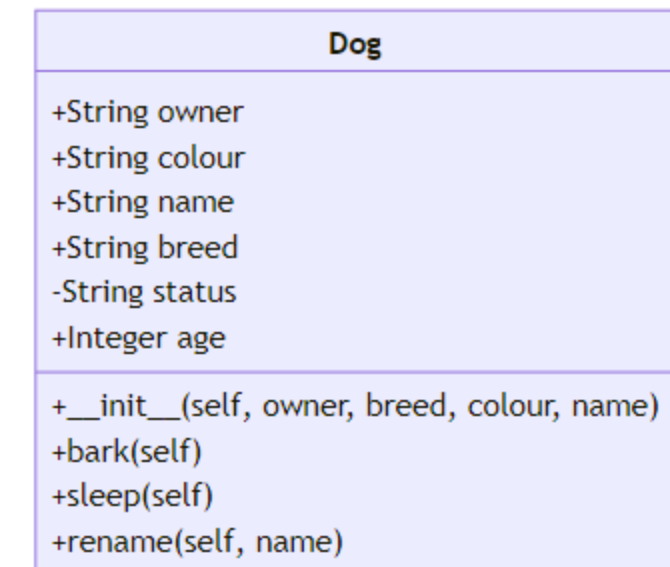 Dog
+String owner
+String colour
+String name
+String breed
-String status
+Integer age
+__init__(self, owner, breed, colour, name)
+bark(self)
+sleep(self)
+rename(self, name)